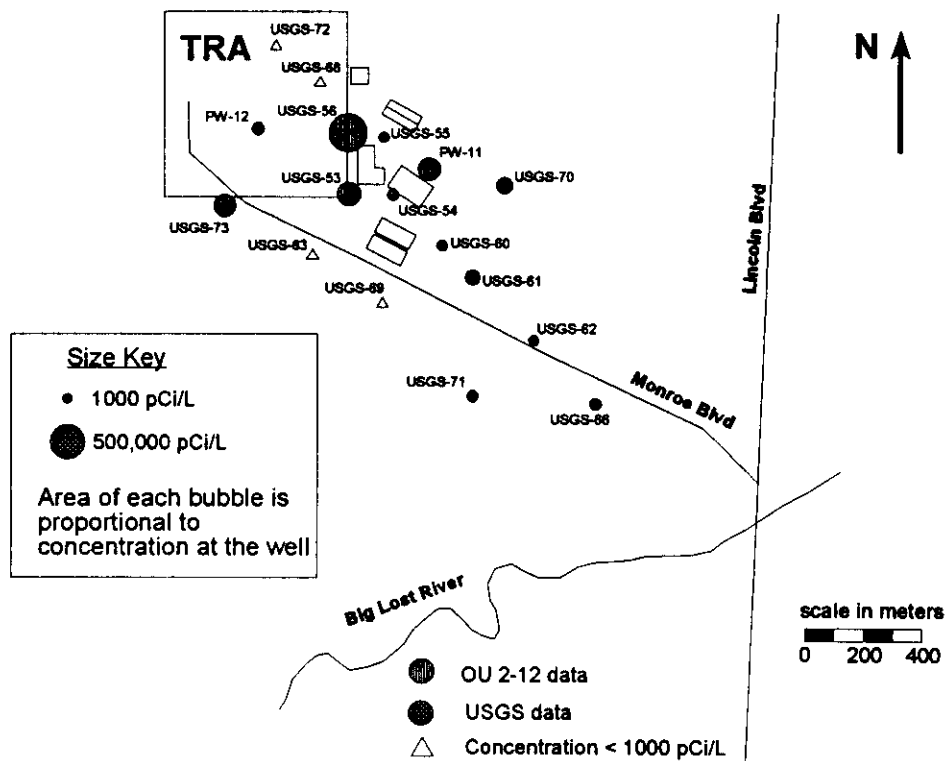 USGS-72
TRA
N
USGS-68
USGS-56
PW-12
USGS-55
PW-11
USGS-53
USGS-70
USGS-54
USGS-73
USGS-63
USGS-60
USGS-69
USGS-61
Lincoln Blvd
USGS-62
Size Key
1000 pCi/L
500,000 pCi/L
Area of each bubble is
proportional to
concentration at the well
USGS-71
USGS-66
Monroe Blvd
Big Lost River
scale in meters
0 200 400
OU 2-12 data
USGS data
Concentration < 1000 pCi/L